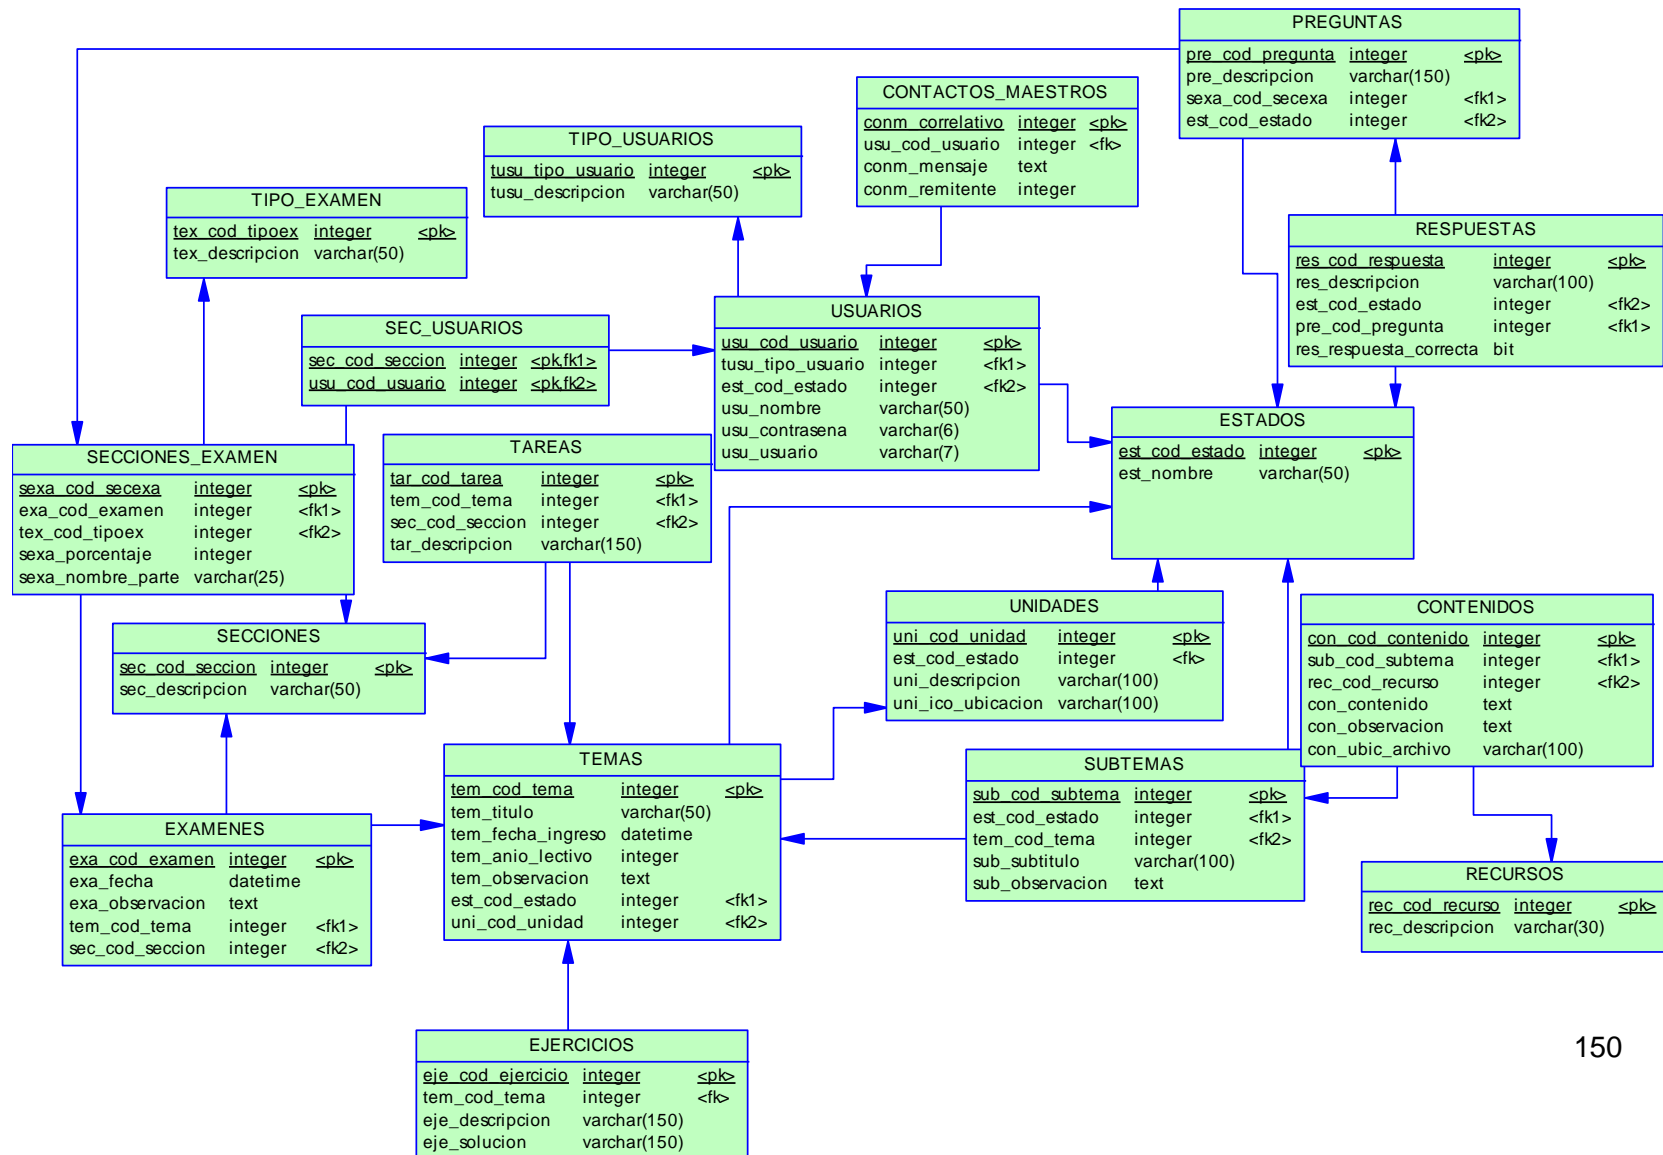 PREGUNTAS
pre_cod_pregunta integer <pk>
pre_descripcion varchar(150)
sexa_cod_secexa integer <fk1>
est_cod_estado integer <fk2>
CONTACTOS_MAESTROS
conm_correlativo integer <pk>
usu_cod_usuario integer <fk>
conm_mensaje text
conm_remitente integer
TIPO_USUARIOS
tusu_tipo_usuario integer <pk>
tusu_descripcion varchar(50)
TIPO_EXAMEN
tex_cod_tipoex integer <pk>
tex_descripcion varchar(50)
RESPUESTAS
res_cod_respuesta integer <pk>
res_descripcion varchar(100)
est_cod_estado integer <fk2>
pre_cod_pregunta integer <fk1>
res_respuesta_correcta bit
USUARIOS
usu_cod_usuario integer <pk>
tusu_tipo_usuario integer <fk1>
est_cod_estado integer <fk2>
usu_nombre varchar(50)
usu_contrasena varchar(6)
usu_usuario varchar(7)
SEC_USUARIOS
sec_cod_seccion integer <pk,fk1>
usu_cod_usuario integer <pk,fk2>
ESTADOS
est_cod_estado integer <pk>
est_nombre varchar(50)
TAREAS
tar_cod_tarea integer <pk>
tem_cod_tema integer <fk1>
sec_cod_seccion integer <fk2>
tar_descripcion varchar(150)
SECCIONES_EXAMEN
sexa_cod_secexa integer <pk>
exa_cod_examen integer <fk1>
tex_cod_tipoex integer <fk2>
sexa_porcentaje integer
sexa_nombre_parte varchar(25)
UNIDADES
uni_cod_unidad integer <pk>
est_cod_estado integer <fk>
uni_descripcion varchar(100)
uni_ico_ubicacion varchar(100)
CONTENIDOS
con_cod_contenido integer <pk>
sub_cod_subtema integer <fk1>
rec_cod_recurso integer <fk2>
con_contenido text
con_observacion text
con_ubic_archivo varchar(100)
SECCIONES
sec_cod_seccion integer <pk>
sec_descripcion varchar(50)
TEMAS
tem_cod_tema integer <pk>
tem_titulo varchar(50)
tem_fecha_ingreso datetime
tem_anio_lectivo integer
tem_observacion text
est_cod_estado integer <fk1>
uni_cod_unidad integer <fk2>
SUBTEMAS
sub_cod_subtema integer <pk>
est_cod_estado integer <fk1>
tem_cod_tema integer <fk2>
sub_subtitulo varchar(100)
sub_observacion text
EXAMENES
exa_cod_examen integer <pk>
exa_fecha datetime
exa_observacion text
tem_cod_tema integer <fk1>
sec_cod_seccion integer <fk2>
RECURSOS
rec_cod_recurso integer <pk>
rec_descripcion varchar(30)
EJERCICIOS
eje_cod_ejercicio integer <pk>
tem_cod_tema integer <fk>
eje_descripcion varchar(150)
eje_solucion varchar(150)
150